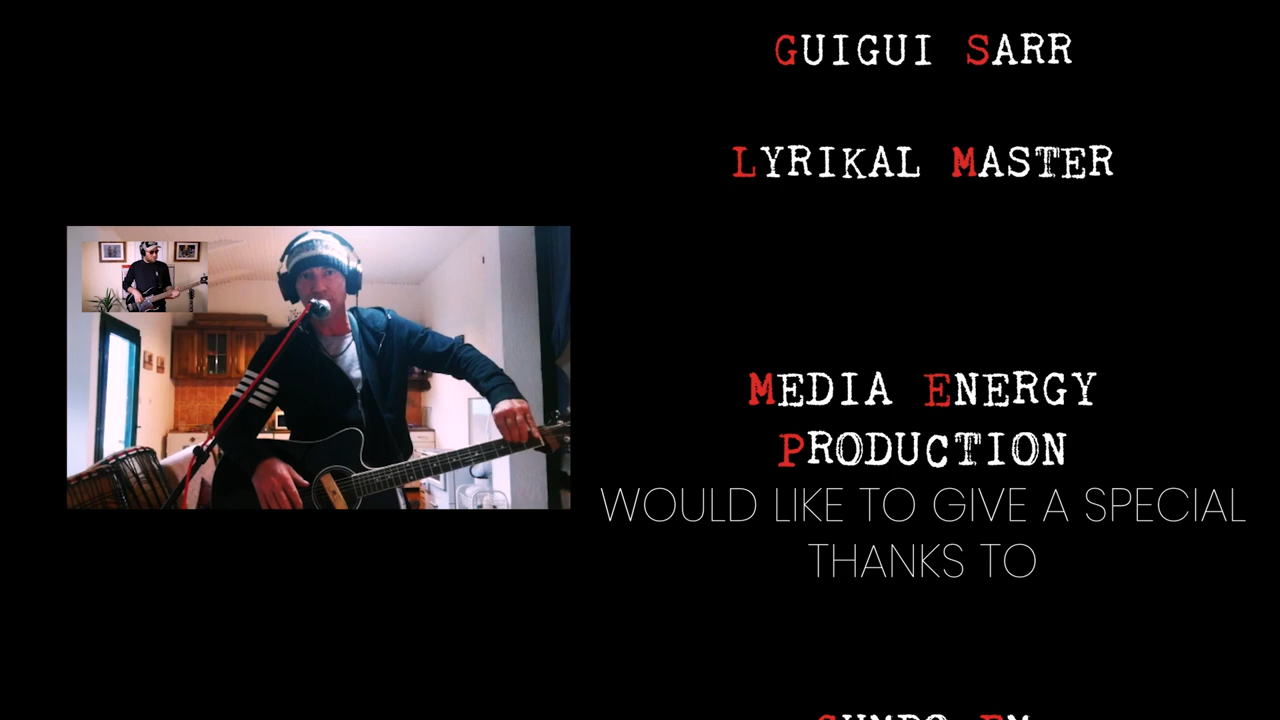 GUIGUI SARR
LYRIKAL MASTER
MEDIA ENERGY
PRODUCTION
WOULD LIKE TO GIVE A SPECIAL
THANKS TO